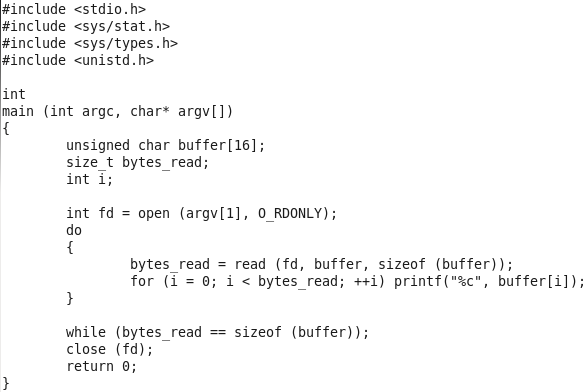 #include <stdio.h>
#include <sys/stat.h>
#include <sys/types.h>
#include <unistd.h>

int
main (int argc, char* argv[])
{
        unsigned char buffer[16];
        size_t bytes_read;
        int i;

        int fd = open (argv[1], O_RDONLY);
        do
        {
                bytes_read = read (fd, buffer, sizeof (buffer));
                for (i = 0; i < bytes_read; ++i) printf("%c", buffer[i]);
        }

        while (bytes_read == sizeof (buffer));
        close (fd);
        return 0;
}